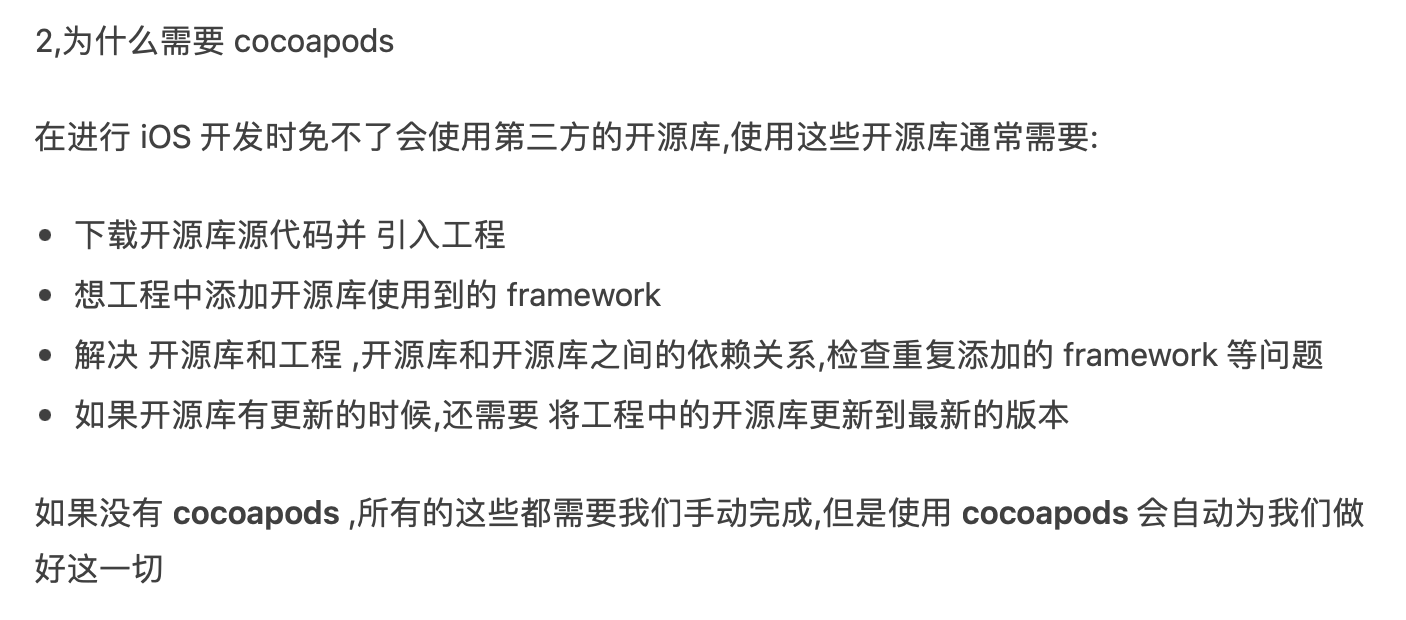 2,为什么需要 cocoapods
在进行 iOS 开发时免不了会使用第三方的开源库,使用这些开源库通常需要:
• 下载开源库源代码并 引入工程
• 想工程中添加开源库使用到的 framework
• 解决 开源库和工程 ,开源库和开源库之间的依赖关系,检查重复添加的 framework 等问题
• 如果开源库有更新的时候,还需要 将工程中的开源库更新到最新的版本
如果没有 cocoapods ,所有的这些都需要我们手动完成,但是使用 cocoapods 会自动为我们做
好这一切